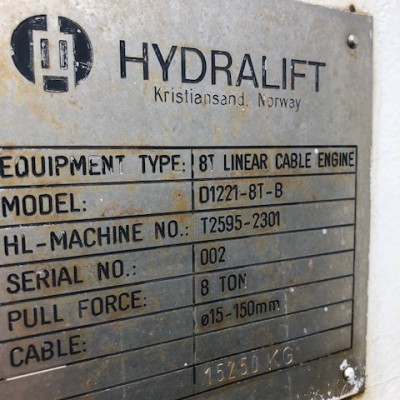 HYDRALIFT
Kristiansand, Norway
EQUIPMENT TYPE: 8T LINEAR CABLE ENGINE
MODEL: D1221-8T-B
HL-MACHINE NO.: T2595-2301
SERIAL NO.: 002
PULL FORCE: 8 TON
CABLE: ø15-150mm
15250 KG